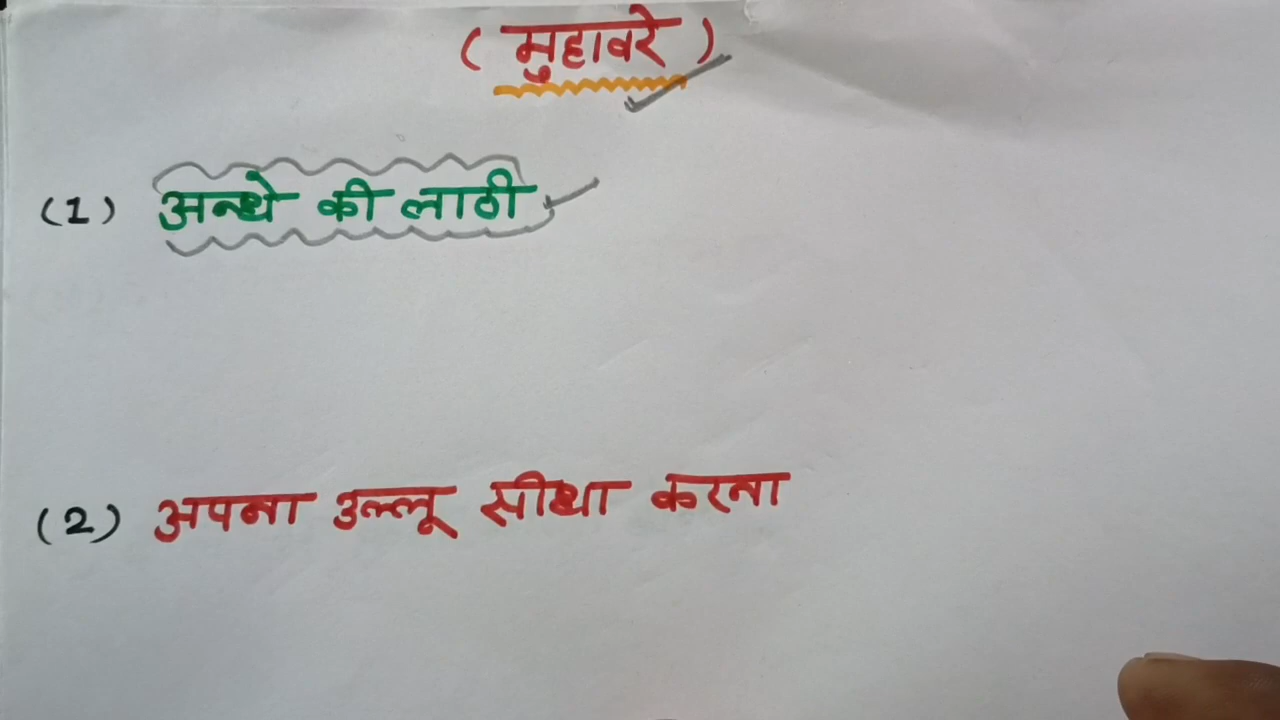 ( मुहावरे )
(1) अन्धे की लाठी
(2) अपना उल्लू सीधा करना